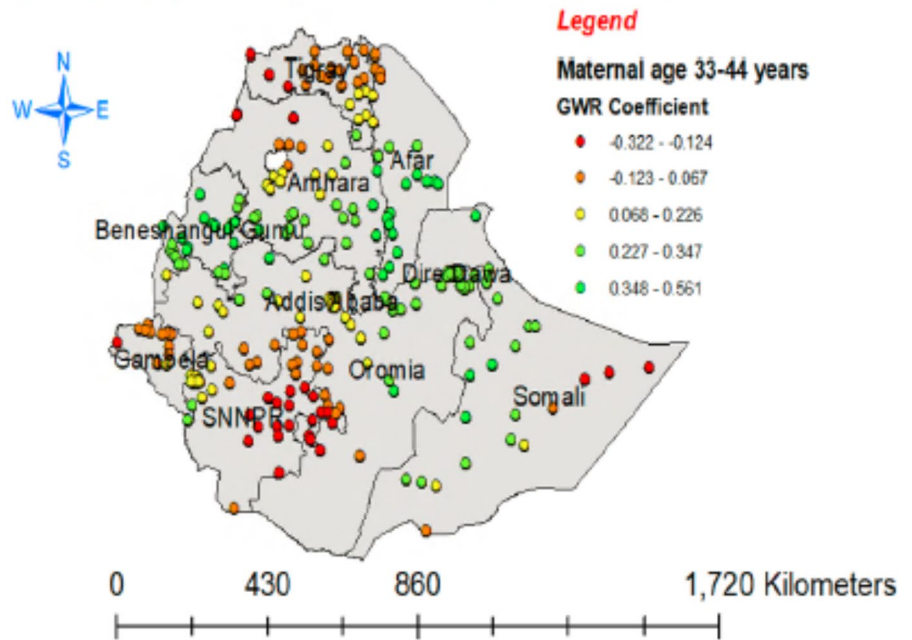 Legend
Maternal age 33-44 years
GWR Coefficient
-0.322 - -0.124
-0.123 - 0.067
0.068 - 0.226
0.227 - 0.347
0.348 - 0.561
N
W E
S
Tigray
Afar
Amhara
Beneshangul Gumu
Dire Dawa
Addis Ababa
Gambela
Oromia
SNNPR
Somali
0 430 860 1,720 Kilometers